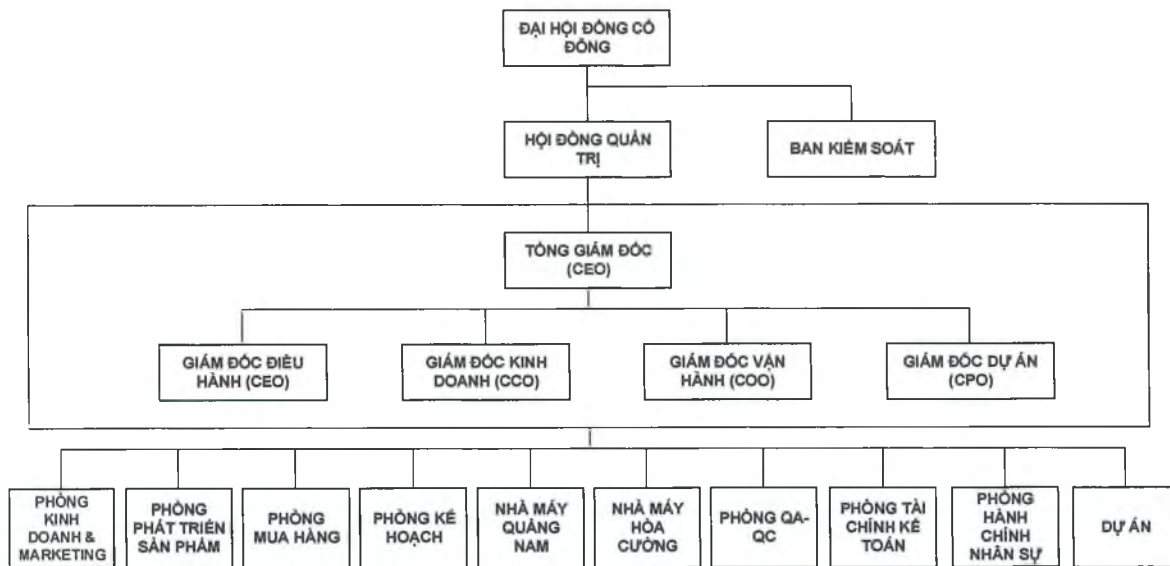 ĐẠI HỘI ĐỒNG CỔ
ĐÔNG
HỘI ĐỒNG QUẢN
TRỊ
BAN KIỂM SOÁT
TỔNG GIÁM ĐỐC
(CEO)
GIÁM ĐỐC ĐIỀU
HÀNH (CEO)
GIÁM ĐỐC KINH
DOANH (CCO)
GIÁM ĐỐC VẬN
HÀNH (COO)
GIÁM ĐỐC DỰ ÁN
(CPO)
PHÒNG
KINH
DOANH &
MARKETING
PHÒNG
PHÁT TRIỂN
SẢN PHẨM
PHÒNG
MUA HÀNG
PHÒNG KẾ
HOẠCH
NHÀ MÁY
QUẢNG
NAM
NHÀ MÁY
HÒA
CƯỜNG
PHÒNG QA-
QC
PHÒNG TÀI
CHÍNH KẾ
TOÁN
PHÒNG
HÀNH
CHÍNH
NHÂN SỰ
DỰ ÁN